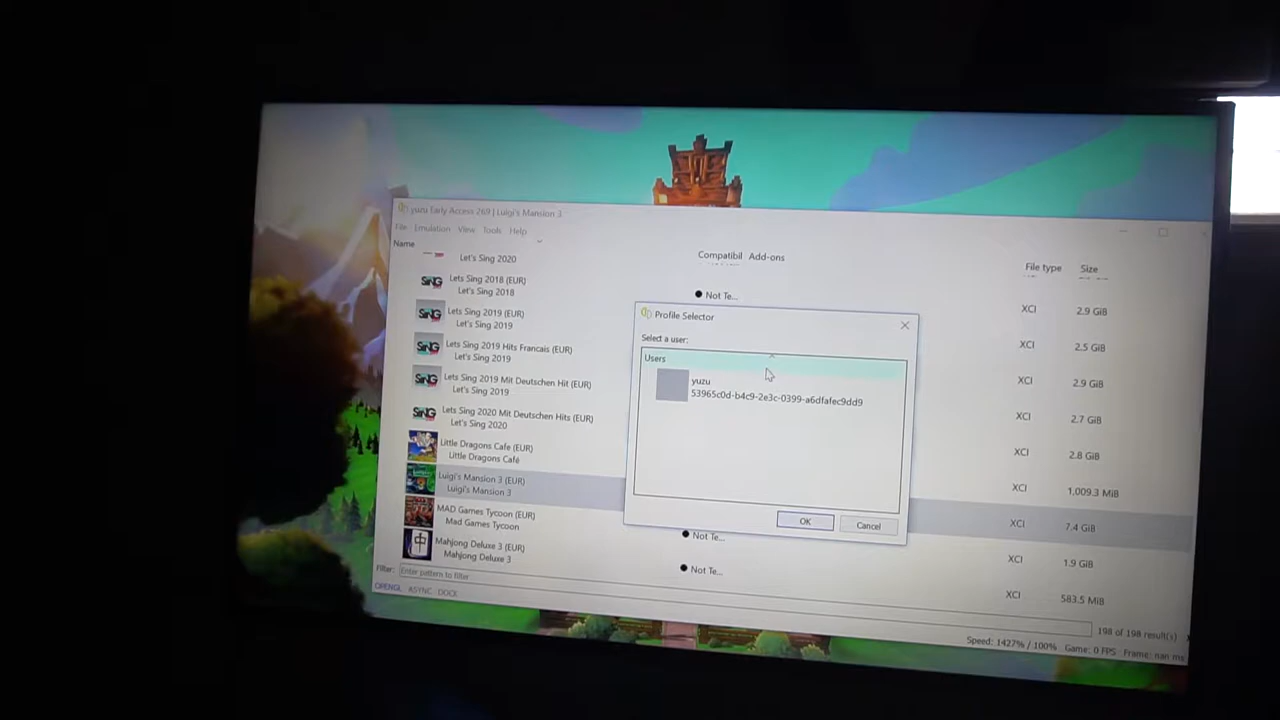 yuzu Early Access 269 | Luigi's Mansion 3
File Emulation View Tools Help
Name Compatibil Add-ons File type Size
Let's Sing 2020
Lets Sing 2018 (EUR)
Let's Sing 2018
Not Te...
XCI 2.9 GiB
SING
Lets Sing 2019 (EUR)
Let's Sing 2019
XCI 2.5 GiB
SING
Lets Sing 2019 Hits Francais (EUR)
Let's Sing 2019
XCI 2.9 GiB
SING
Lets Sing 2019 Mit Deutschen Hit (EUR)
Let's Sing 2019
XCI 2.7 GiB
SING
Lets Sing 2020 Mit Deutschen Hits (EUR)
Let's Sing 2020
XCI 2.8 GiB
SING
Little Dragons Cafe (EUR)
Little Dragons Café
XCI 1,009.3 MiB
Luigi's Mansion 3 (EUR)
Luigi's Mansion 3
XCI 7.4 GiB
MAD Games Tycoon (EUR)
Mad Games Tycoon
Not Te...
XCI 1.9 GiB
Mahjong Deluxe 3 (EUR)
Mahjong Deluxe 3
Not Te...
XCI 583.5 MiB
Profile Selector
Select a user:
Users
yuzu
53965c0d-b4c9-2e3c-0399-a6dfafec9dd9
OK Cancel
Filter: Enter pattern to filter
198 of 198 result(s)
OPENGL ASYNC DOCK
Speed: 1427% / 100% Game: 0 FPS Frame: nan ms